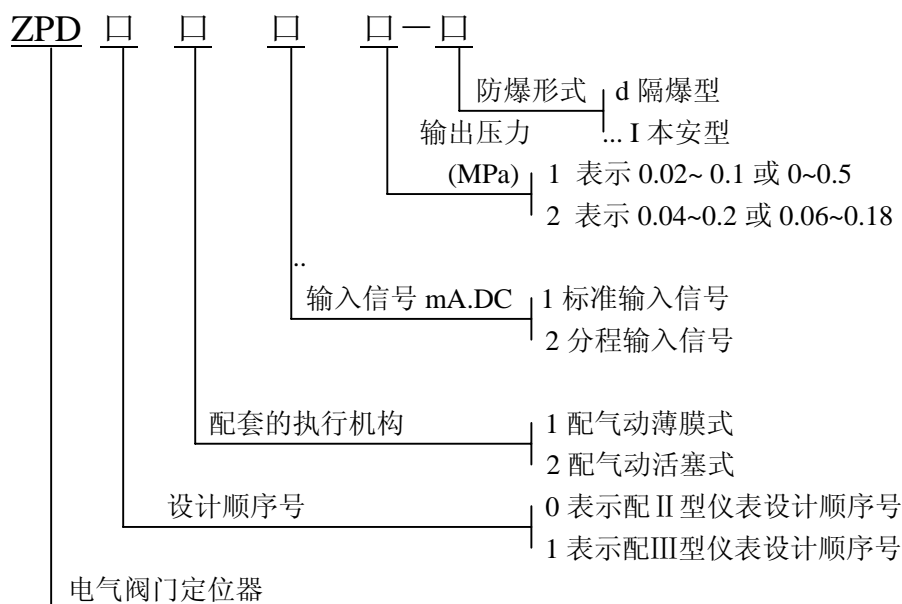 ZPD 口 口 口 口－口
防爆形式 d 隔爆型
输出压力 ... I 本安型
(MPa) 1 表示 0.02~ 0.1 或 0~0.5
2 表示 0.04~0.2 或 0.06~0.18
..
输入信号 mA.DC 1 标准输入信号
2 分程输入信号
配套的执行机构 1 配气动薄膜式
2 配气动活塞式
设计顺序号 0 表示配Ⅱ型仪表设计顺序号
1 表示配Ⅲ型仪表设计顺序号
电气阀门定位器